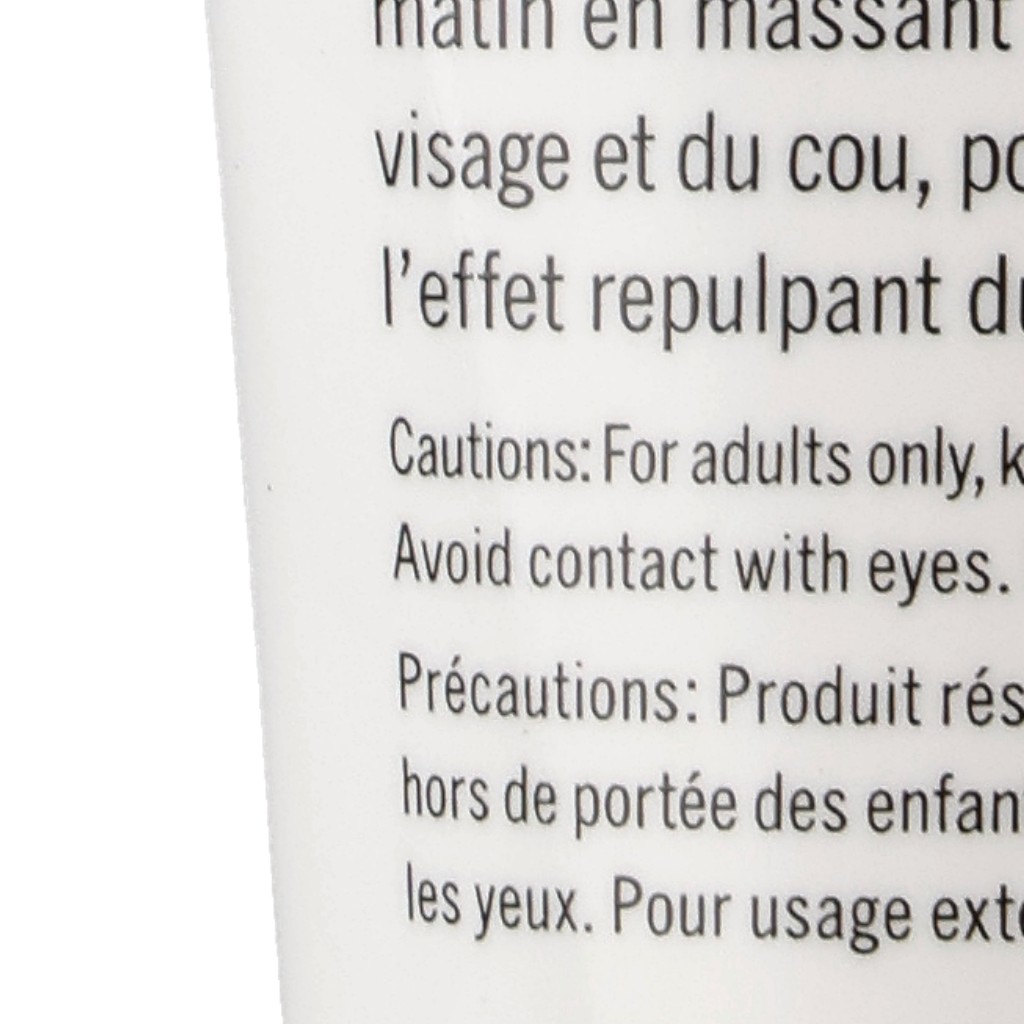 matin en massant
visage et du cou,
l’effet repulpant
Cautions: For adults only,
Avoid contact with eyes.
Précautions: Produit
hors de portée des
les yeux. Pour usage